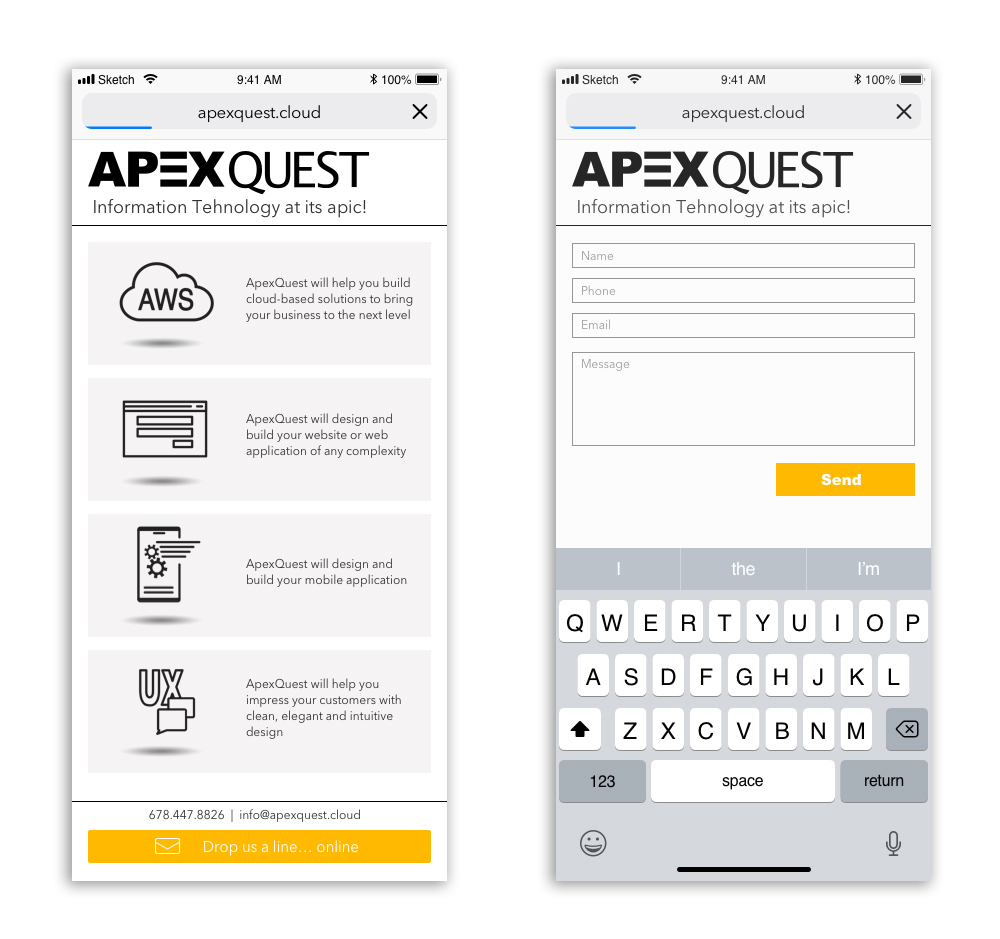 Sketch 9:41 AM 100%
apexquest.cloud
APEXQUEST
Information Tehnology at its apic!
AWS
ApexQuest will help you build
cloud-based solutions to bring
your business to the next level
ApexQuest will design and
build your website or web
application of any complexity
ApexQuest will design and
build your mobile application
UX
ApexQuest will help you
impress your customers with
clean, elegant and intuitive
design
678.447.8826 | info@apexquest.cloud
Drop us a line... online
Sketch 9:41 AM 100%
apexquest.cloud
APEXQUEST
Information Tehnology at its apic!
Name
Phone
Email
Message
Send
I the I'm
Q W E R T Y U I O P
A S D F G H J K L
Z X C V B N M
123 space return